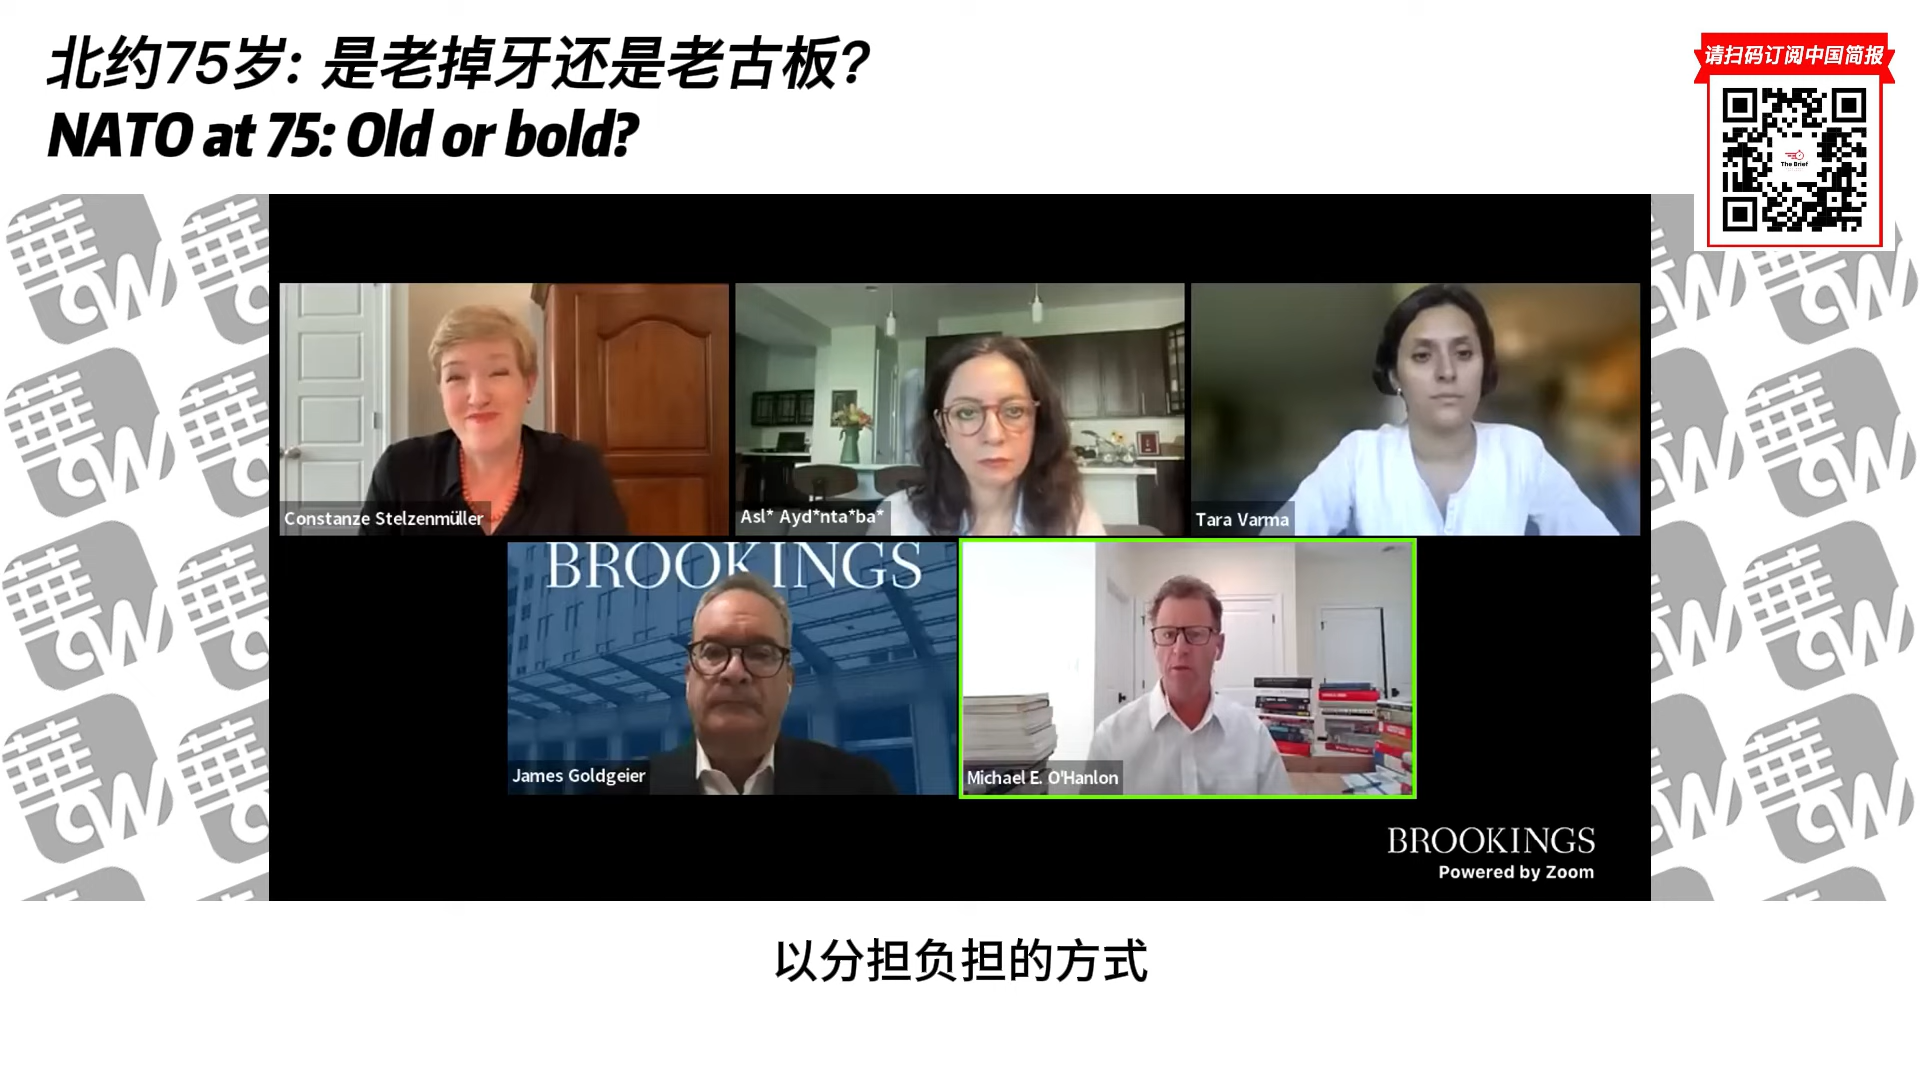 北约75岁: 是老掉牙还是老古板?
NATO at 75: Old or bold?
请扫码订阅中国简报
The Brief
Constanze Stelzenmüller
Asl* Ayd*nta*ba*
Tara Varma
BROOKINGS
James Goldgeier
Michael E. O'Hanlon
BROOKINGS
Powered by Zoom
以分担负担的方式